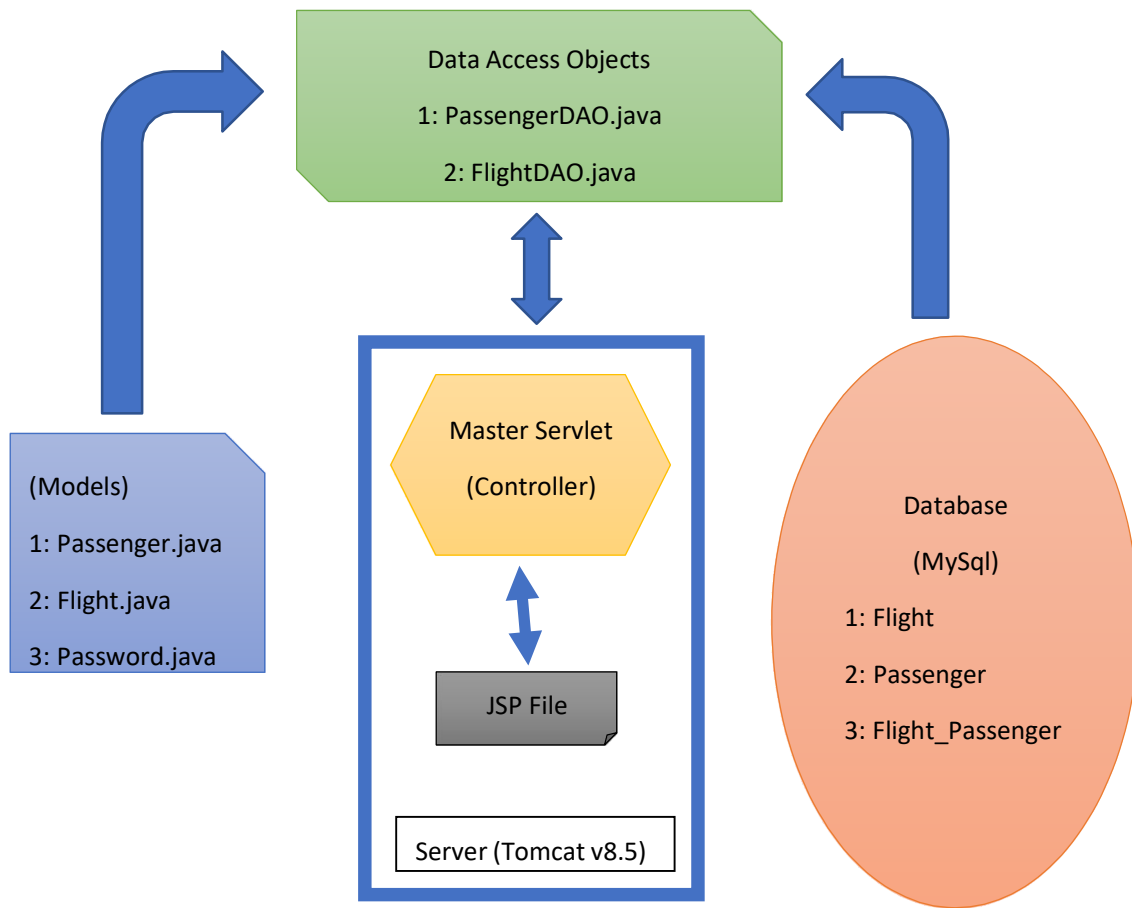 Data Access Objects
1: PassengerDAO.java
2: FlightDAO.java
(Models)
1: Passenger.java
2: Flight.java
3: Password.java
Master Servlet
(Controller)
JSP File
Server (Tomcat v8.5)
Database
(MySql)
1: Flight
2: Passenger
3: Flight_Passenger